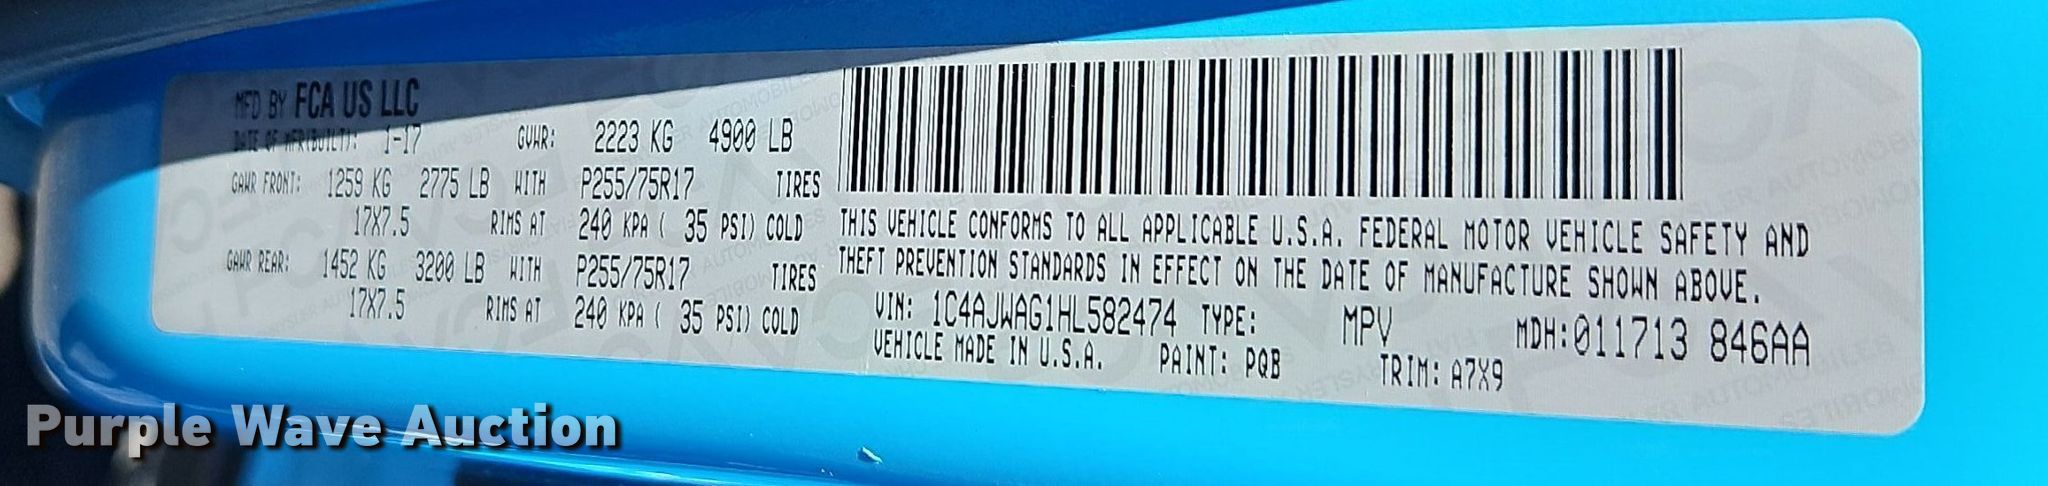 MFD BY FCA US LLC
DATE OF MFR(BUILT): 1-17 GVWR: 2223 KG 4900 LB
GAWR FRONT: 1259 KG 2775 LB WITH P255/75R17 TIRES
17X7.5 RIMS AT 240 KPA ( 35 PSI) COLD
GAWR REAR: 1452 KG 3200 LB WITH P255/75R17 TIRES
17X7.5 RIMS AT 240 KPA ( 35 PSI) COLD
THIS VEHICLE CONFORMS TO ALL APPLICABLE U.S.A. FEDERAL MOTOR VEHICLE SAFETY AND
THEFT PREVENTION STANDARDS IN EFFECT ON THE DATE OF MANUFACTURE SHOWN ABOVE.
VIN: 1C4AJWAG1HL582474 TYPE: MPV MDH:011713 846AA
VEHICLE MADE IN U.S.A. PAINT: PQB TRIM: A7X9
Purple Wave Auction